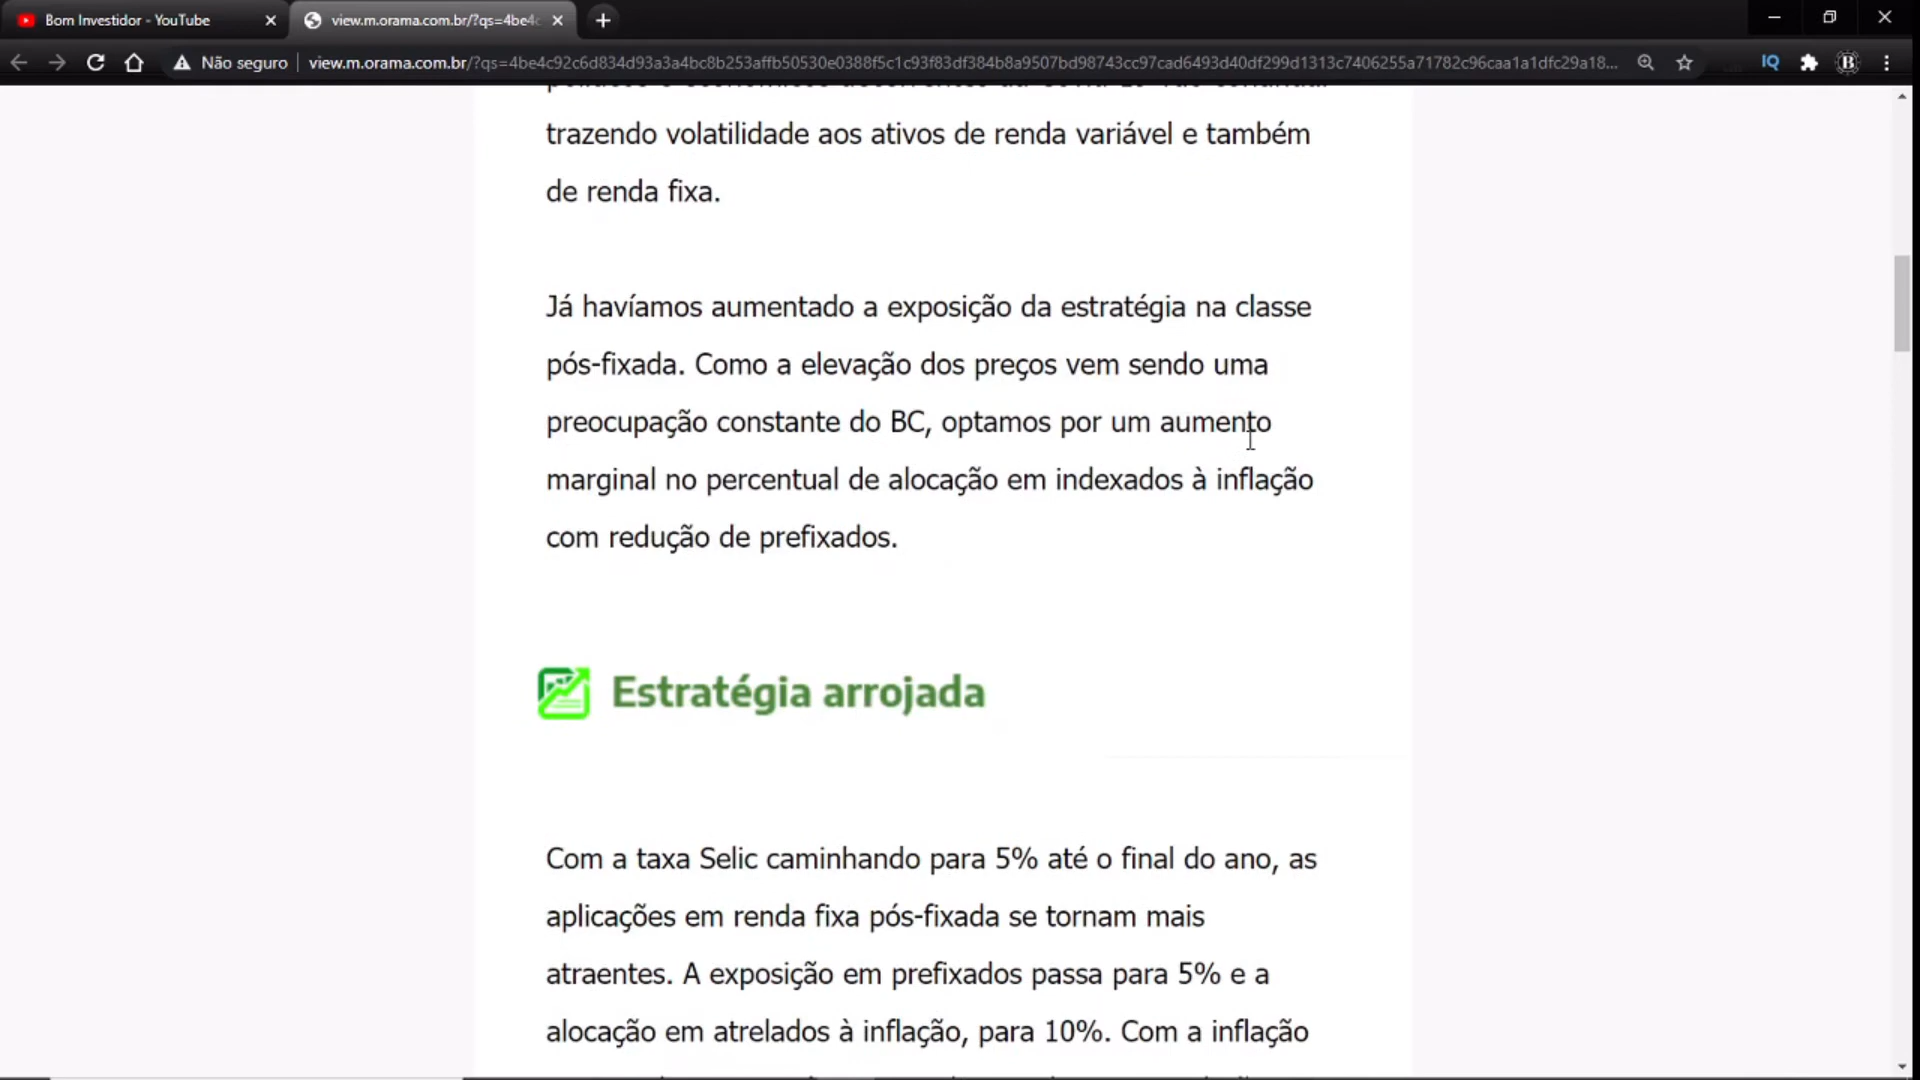 Bom Investidor - YouTube
view.m.orama.com.br/?qs=4be4c
Não seguro
view.m.orama.com.br/?qs=4be4c92c6d834d93a3a4bc8b253affb50530e0388f5c1c93f83df384b8a9507bd98743cc97cad6493d40df299d1313c7406255a71782c96caa1a1dfc29a18...
IQ
B
trazendo volatilidade aos ativos de renda variável e também
de renda fixa.
Já havíamos aumentado a exposição da estratégia na classe
pós-fixada. Como a elevação dos preços vem sendo uma
preocupação constante do BC, optamos por um aumento
marginal no percentual de alocação em indexados à inflação
com redução de prefixados.
Estratégia arrojada
Com a taxa Selic caminhando para 5% até o final do ano, as
aplicações em renda fixa pós-fixada se tornam mais
atraentes. A exposição em prefixados passa para 5% e a
alocação em atrelados à inflação, para 10%. Com a inflação